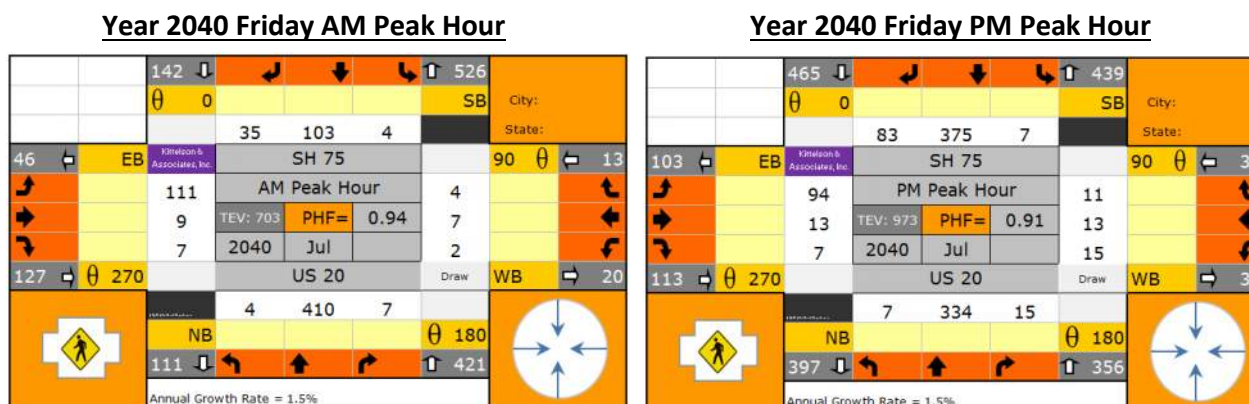 Year 2040 Friday AM Peak Hour
142 526
θ 0 SB City:
35 103 4 State:
46 EB Kittelson & Associates, Inc. SH 75 90 θ 13
111 AM Peak Hour 4
9 TEV: 703 PHF= 0.94 7
7 2040 Jul 2
127 θ 270 US 20 Draw WB 20
4 410 7
NB θ 180
111 421
Annual Growth Rate = 1.5%
Year 2040 Friday PM Peak Hour
465 439
θ 0 SB City:
83 375 7 State:
103 EB Kittelson & Associates, Inc. SH 75 90 θ 3
94 PM Peak Hour 11
13 TEV: 973 PHF= 0.91 13
7 2040 Jul 15
113 θ 270 US 20 Draw WB 3
7 334 15
NB θ 180
397 356
Annual Growth Rate = 1.5%